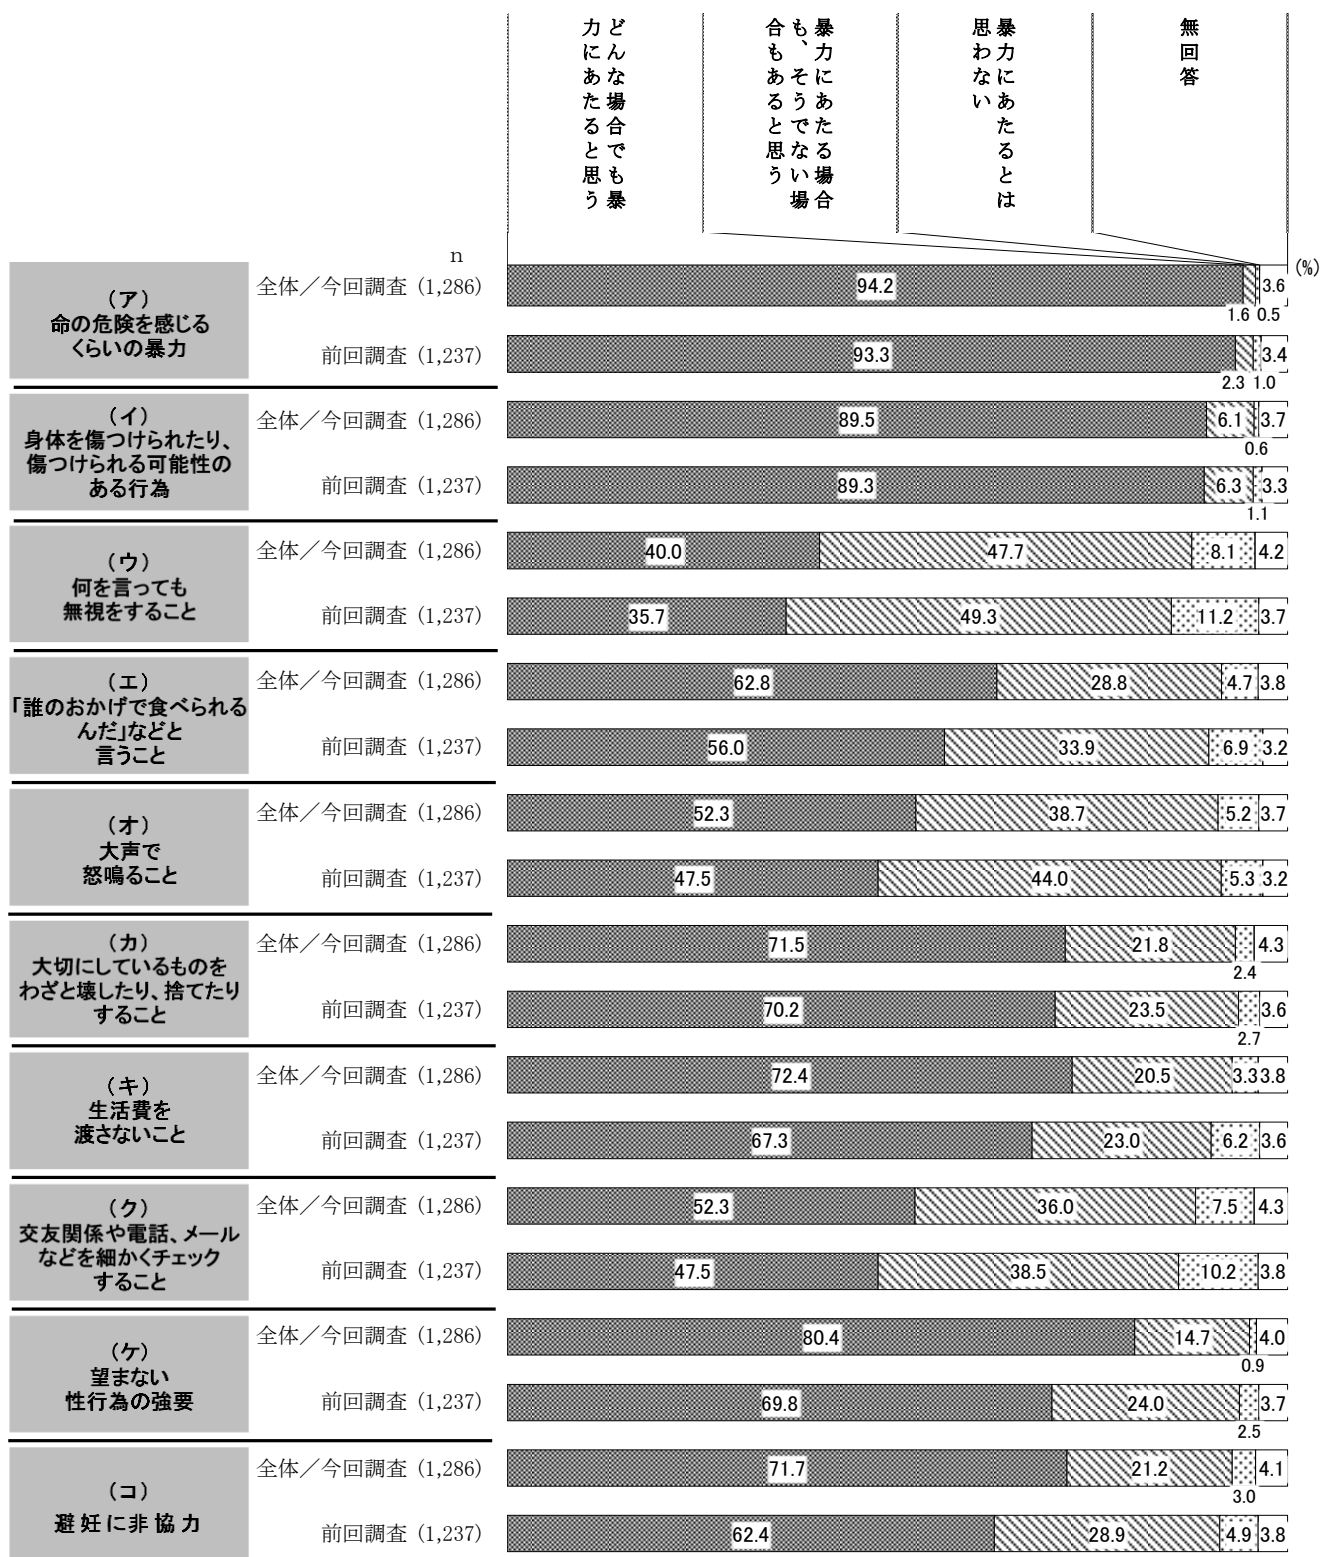 どんな場合でも暴
力にあたると思う
暴力にあたる場合
も、そうでない場
合もあると思う
暴力にあたるとは
思わない
無回答
n
(%)
（ア）
命の危険を感じる
くらいの暴力
全体／今回調査 (1,286)
94.2
3.6
1.6
0.5
前回調査 (1,237)
93.3
3.4
2.3
1.0
（イ）
身体を傷つけられたり、
傷つけられる可能性の
ある行為
全体／今回調査 (1,286)
89.5
6.1
3.7
0.6
前回調査 (1,237)
89.3
6.3
3.3
1.1
（ウ）
何を言っても
無視をすること
全体／今回調査 (1,286)
40.0
47.7
8.1
4.2
前回調査 (1,237)
35.7
49.3
11.2
3.7
（エ）
「誰のおかげで食べられる
んだ」などと
言うこと
全体／今回調査 (1,286)
62.8
28.8
4.7
3.8
前回調査 (1,237)
56.0
33.9
6.9
3.2
（オ）
大声で
怒鳴ること
全体／今回調査 (1,286)
52.3
38.7
5.2
3.7
前回調査 (1,237)
47.5
44.0
5.3
3.2
（カ）
大切にしているものを
わざと壊したり、捨てたり
すること
全体／今回調査 (1,286)
71.5
21.8
4.3
2.4
前回調査 (1,237)
70.2
23.5
3.6
2.7
（キ）
生活費を
渡さないこと
全体／今回調査 (1,286)
72.4
20.5
3.3
3.8
前回調査 (1,237)
67.3
23.0
6.2
3.6
（ク）
交友関係や電話、メール
などを細かくチェック
すること
全体／今回調査 (1,286)
52.3
36.0
7.5
4.3
前回調査 (1,237)
47.5
38.5
10.2
3.8
（ケ）
望まない
性行為の強要
全体／今回調査 (1,286)
80.4
14.7
4.0
0.9
前回調査 (1,237)
69.8
24.0
3.7
2.5
（コ）
避妊に非協力
全体／今回調査 (1,286)
71.7
21.2
4.1
3.0
前回調査 (1,237)
62.4
28.9
4.9
3.8